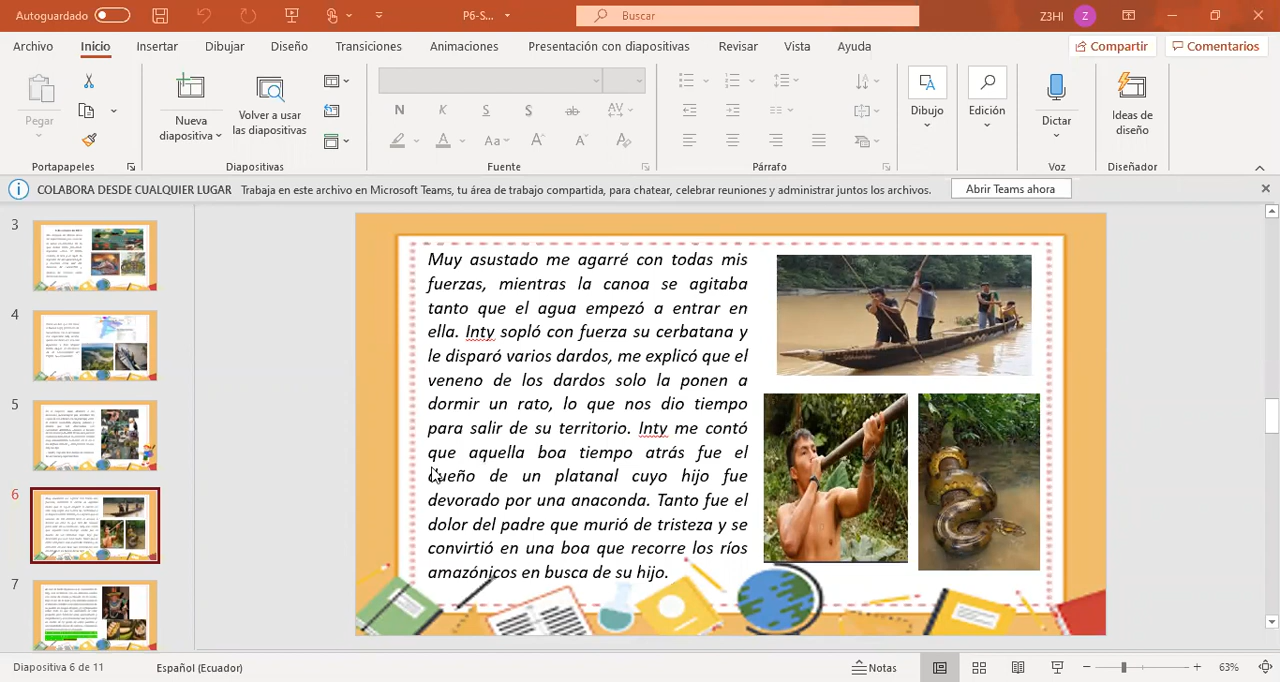 Autoguardado
P6-S...
Buscar
Z3HI
Z
Archivo
Inicio
Insertar
Dibujar
Diseño
Transiciones
Animaciones
Presentación con diapositivas
Revisar
Vista
Ayuda
Compartir
Comentarios
Pegar
Nueva
diapositiva
Volver a usar
las diapositivas
N
K
S
S
ab
AV
A
Aa
A
A
A
Dibujo
Edición
Dictar
Ideas de
diseño
Portapapeles
Diapositivas
Fuente
Párrafo
Voz
Diseñador
COLABORA DESDE CUALQUIER LUGAR
Trabaja en este archivo en Microsoft Teams, tu área de trabajo compartida, para chatear, celebrar reuniones y administrar juntos los archivos.
Abrir Teams ahora
3
4
5
6
7
Muy asustado me agarré con todas mis
fuerzas, mientras la canoa se agitaba
tanto que el agua empezó a entrar en
ella. Inty sopló con fuerza su cerbatana y
le disparó varios dardos, me explicó que el
veneno de los dardos solo la ponen a
dormir un rato, lo que nos dio tiempo
para salir de su territorio. Inty me contó
que aquella boa tiempo atrás fue el
dueño de un platanal cuyo hijo fue
devorado por una anaconda. Tanto fue el
dolor del padre que murió de tristeza y se
convirtió en una boa que recorre los ríos
amazónicos en busca de su hijo.
Diapositiva 6 de 11
Español (Ecuador)
Notas
63%